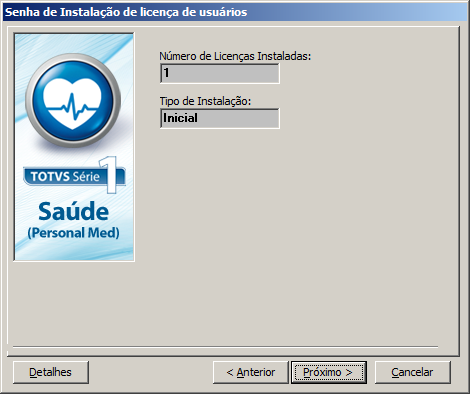 Senha de Instalação de licença de usuários
Número de Licenças Instaladas:
1
Tipo de Instalação:
Inicial
TOTVS Série 1
Saúde
(Personal Med)
Detalhes
< Anterior
Próximo >
Cancelar